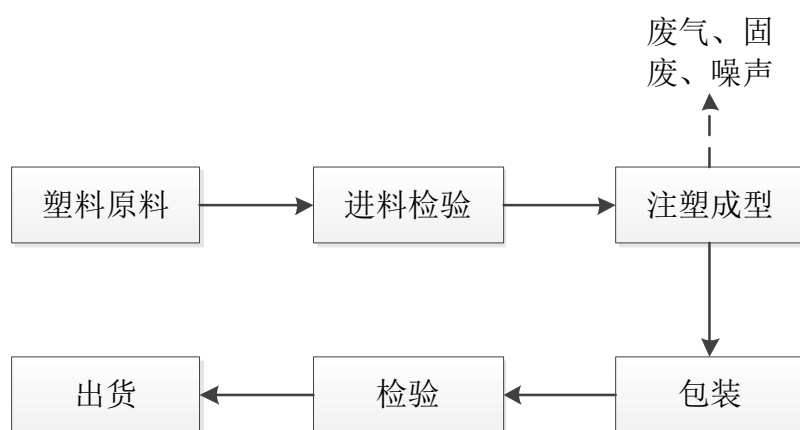 废气、固
废、噪声
塑料原料
进料检验
注塑成型
包装
检验
出货